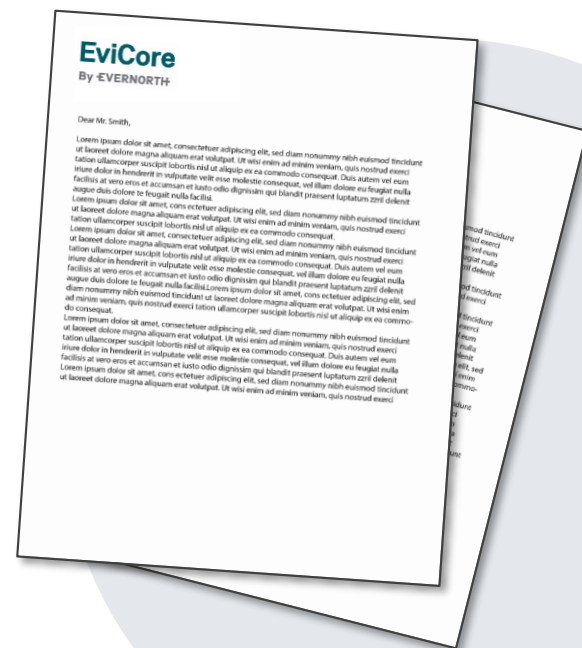 EviCore
By EVERNORTH
Dear Mr. Smith,
Lorem ipsum dolor sit amet, consectetuer adipiscing elit, sed diam nonummy nibh euismod tincidunt
ut laoreet dolore magna aliquam erat volutpat. Ut wisi enim ad minim veniam, quis nostrud exerci
tation ullamcorper suscipit lobortis nisl ut aliquip ex ea commodo consequat. Duis autem vel eum
iriure dolor in hendrerit in vulputate velit esse molestie consequat, vel illum dolore eu feugiat nulla
facilisis at vero eros et accumsan et iusto odio dignissim qui blandit praesent luptatum zzril delenit
augue duis dolore te feugait nulla facilisi.
Lorem ipsum dolor sit amet, cons ectetuer adipiscing elit, sed diam nonummy nibh euismod tincidunt
ut laoreet dolore magna aliquam erat volutpat. Ut wisi enim ad minim veniam, quis nostrud exerci
tation ullamcorper suscipit lobortis nisl ut aliquip ex ea commodo consequat.
Lorem ipsum dolor sit amet, consectetuer adipiscing elit, sed diam nonummy nibh euismod tincidunt
ut laoreet dolore magna aliquam erat volutpat. Ut wisi enim ad minim veniam, quis nostrud exerci
tation ullamcorper suscipit lobortis nisl ut aliquip ex ea commodo consequat. Duis autem vel eum
iriure dolor in hendrerit in vulputate velit esse molestie consequat, vel illum dolore eu feugiat nulla
facilisis at vero eros et accumsan et iusto odio dignissim qui blandit praesent luptatum zzril delenit
augue duis dolore te feugait nulla facilisi.Lorem ipsum dolor sit amet, cons ectetuer adipiscing elit, sed
diam nonummy nibh euismod tincidunt ut laoreet dolore magna aliquam erat volutpat. Ut wisi enim
ad minim veniam, quis nostrud exerci tation ullamcorper suscipit lobortis nisl ut aliquip ex ea commo-
do consequat.
Lorem ipsum dolor sit amet, consectetuer adipiscing elit, sed diam nonummy nibh euismod tincidunt
ut laoreet dolore magna aliquam erat volutpat. Ut wisi enim ad minim veniam, quis nostrud exerci
tation ullamcorper suscipit lobortis nisl ut aliquip ex ea commodo consequat. Duis autem vel eum
iriure dolor in hendrerit in vulputate velit esse molestie consequat, vel illum dolore eu feugiat nulla
facilisis at vero eros et accumsan et iusto odio dignissim qui blandit praesent luptatum zzril delenit
Lorem ipsum dolor sit amet, cons ectetuer adipiscing elit, sed diam nonummy nibh euismod tincidunt
ut laoreet dolore magna aliquam erat volutpat. Ut wisi enim ad minim veniam, quis nostrud exerci